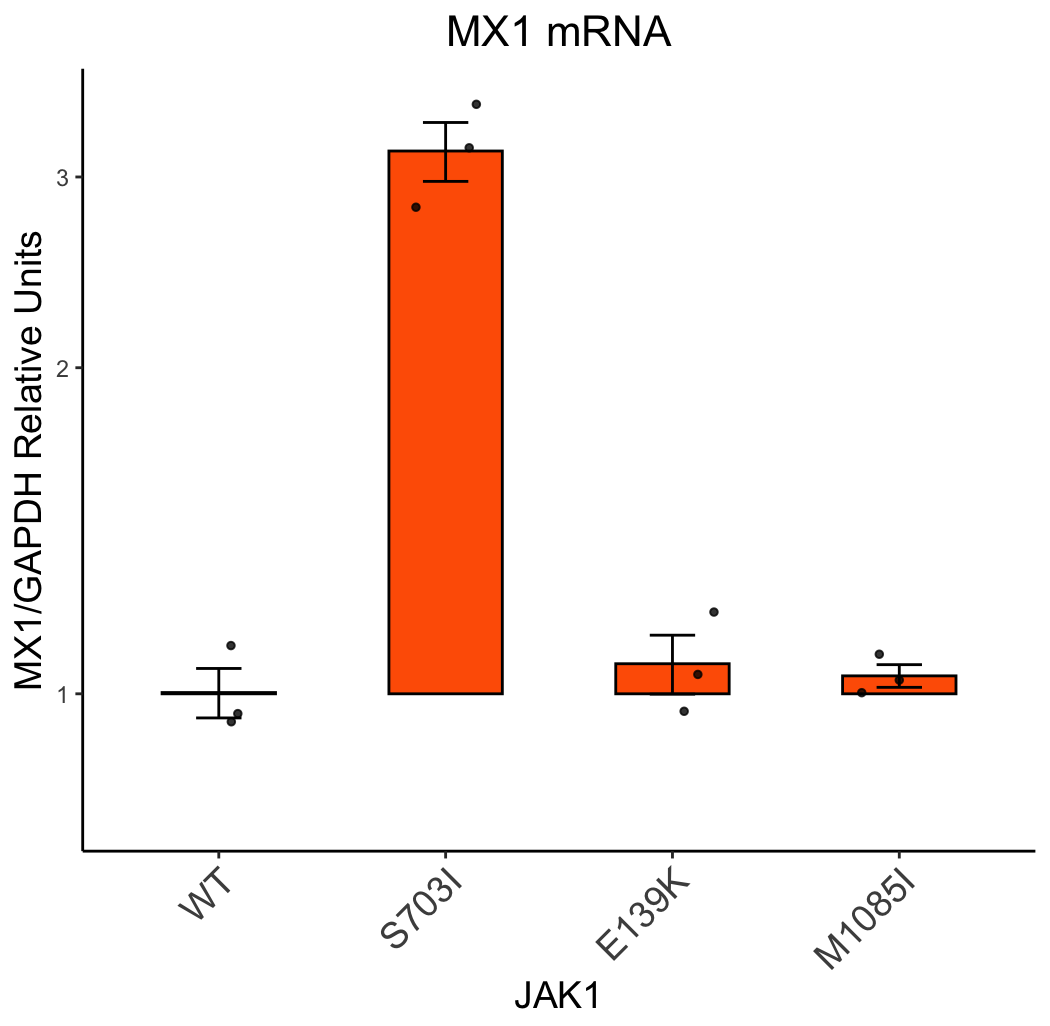 MX1 mRNA
MX1/GAPDH Relative Units
3
2
1
WT
S703I
E139K
M1085I
JAK1